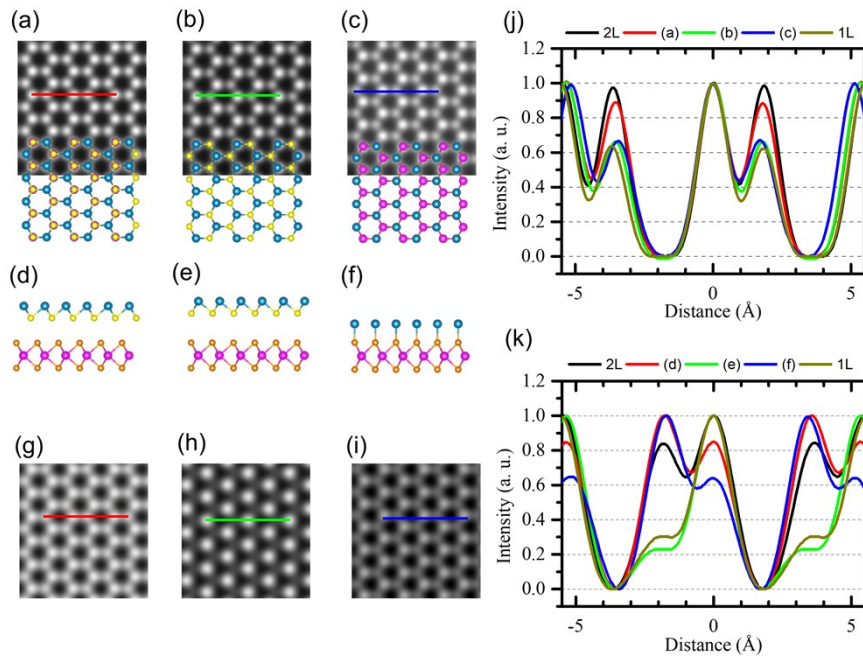 (a) (b) (c) (j)
2L (a) (b) (c) 1L
1.2
1.0
0.8
0.6
0.4
0.2
0.0
Intensity (a. u.)
-5 0 5
Distance (Å)
(d) (e) (f) (k)
2L (d) (e) (f) 1L
1.2
1.0
0.8
0.6
0.4
0.2
0.0
Intensity (a. u.)
-5 0 5
Distance (Å)
(g) (h) (i)